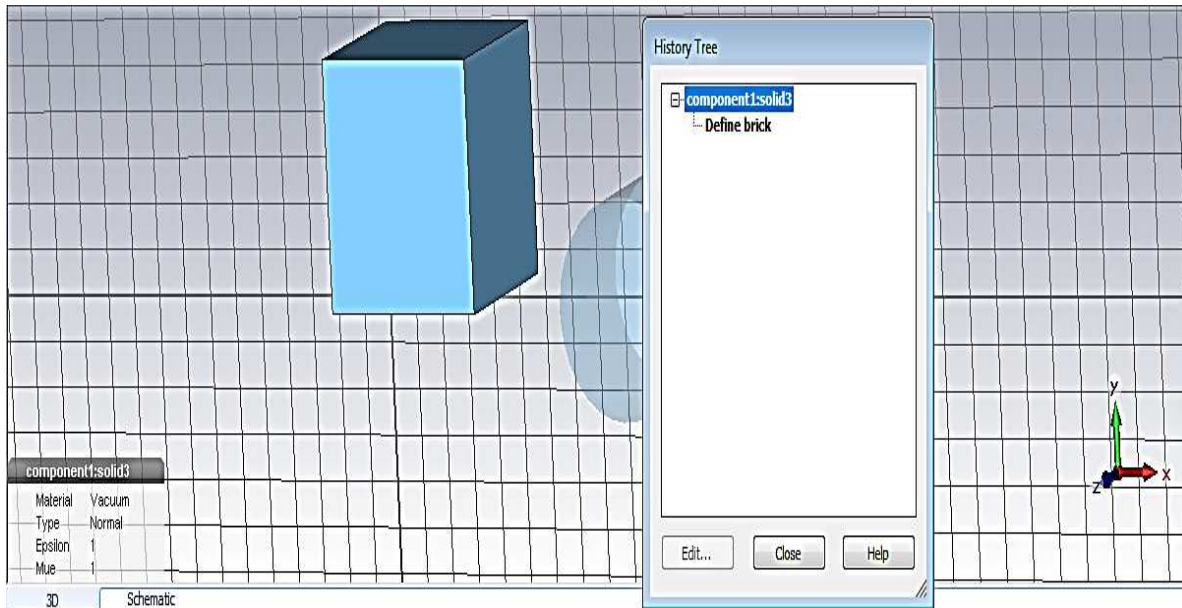 History Tree
component1:solid3
Define brick
Edit...
Close
Help
y
x
z
component1:solid3
Material Vacuum
Type Normal
Epsilon 1
Mue 1
3D Schematic